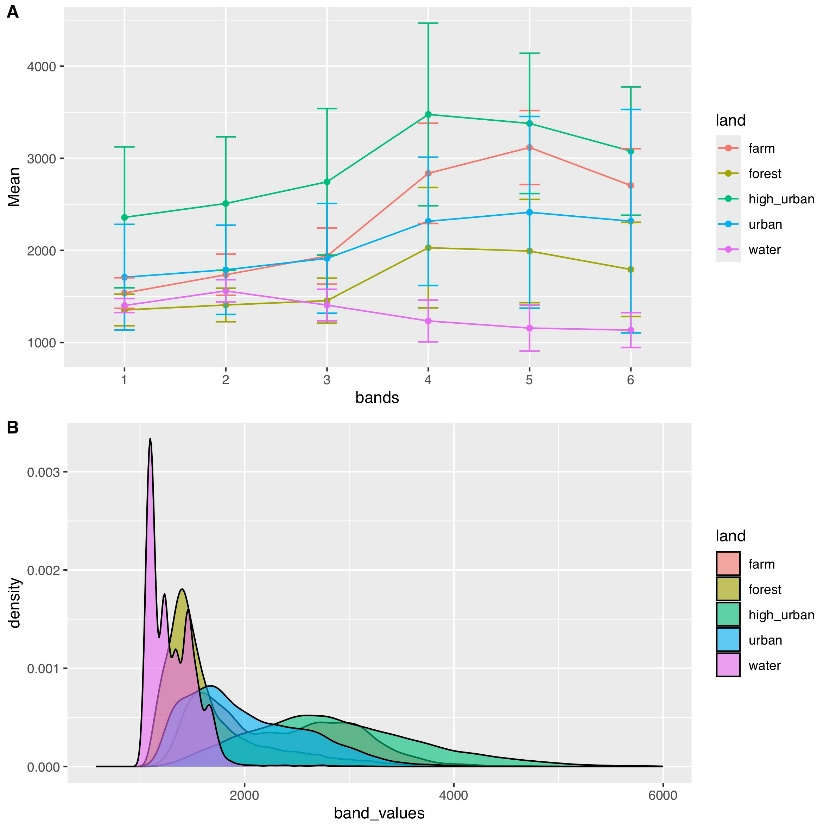 A
4000
3000
2000
1000
Mean
1 2 3 4 5 6
bands
land
farm
forest
high_urban
urban
water
B
0.003
0.002
0.001
0.000
density
2000 4000 6000
band_values
land
farm
forest
high_urban
urban
water